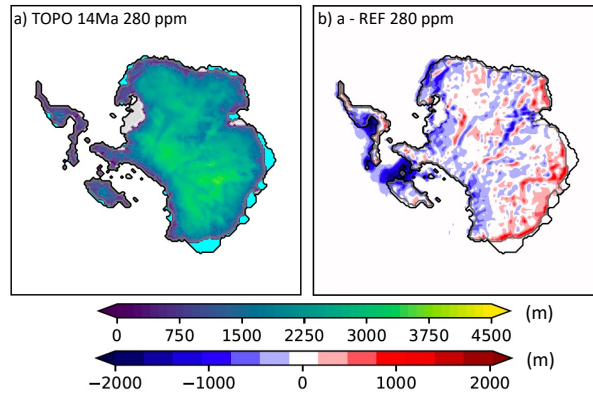 a) TOPO 14Ma 280 ppm
b) a - REF 280 ppm
0 750 1500 2250 3000 3750 4500 (m)
−2000 −1000 0 1000 2000 (m)